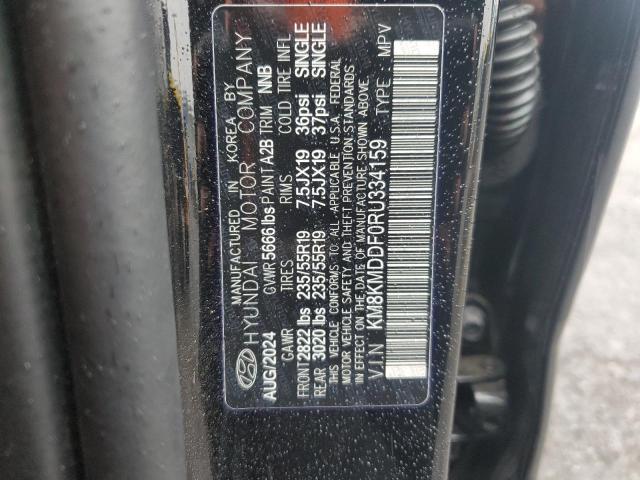 MANUFACTURED IN KOREA BY
HYUNDAI MOTOR COMPANY
AUG/2024 GVWR 5666 lbs PAINT A2B TRIM NNB
GAWR TIRES RIMS COLD TIRE INFL
FRONT 2822 lbs 235/55R19 7.5JX19 36psi SINGLE
REAR 3020 lbs 235/55R19 7.5JX19 37psi SINGLE
THIS VEHICLE CONFORMS TO ALL APPLICABLE U.S.A. FEDERAL
MOTOR VEHICLE SAFETY AND THEFT PREVENTION STANDARDS
IN EFFECT ON THE DATE OF MANUFACTURE SHOWN ABOVE.
V.I.N KM8KMDDF0RU334159 TYPE MPV